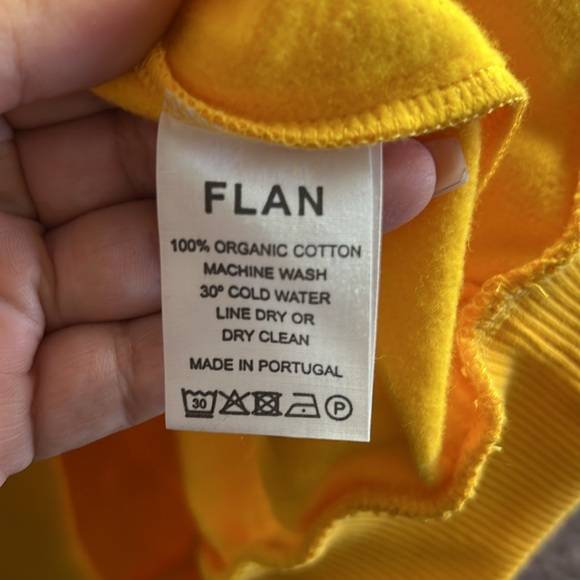 FLAN
100% ORGANIC COTTON
MACHINE WASH
30º COLD WATER
LINE DRY OR
DRY CLEAN
MADE IN PORTUGAL
30 P